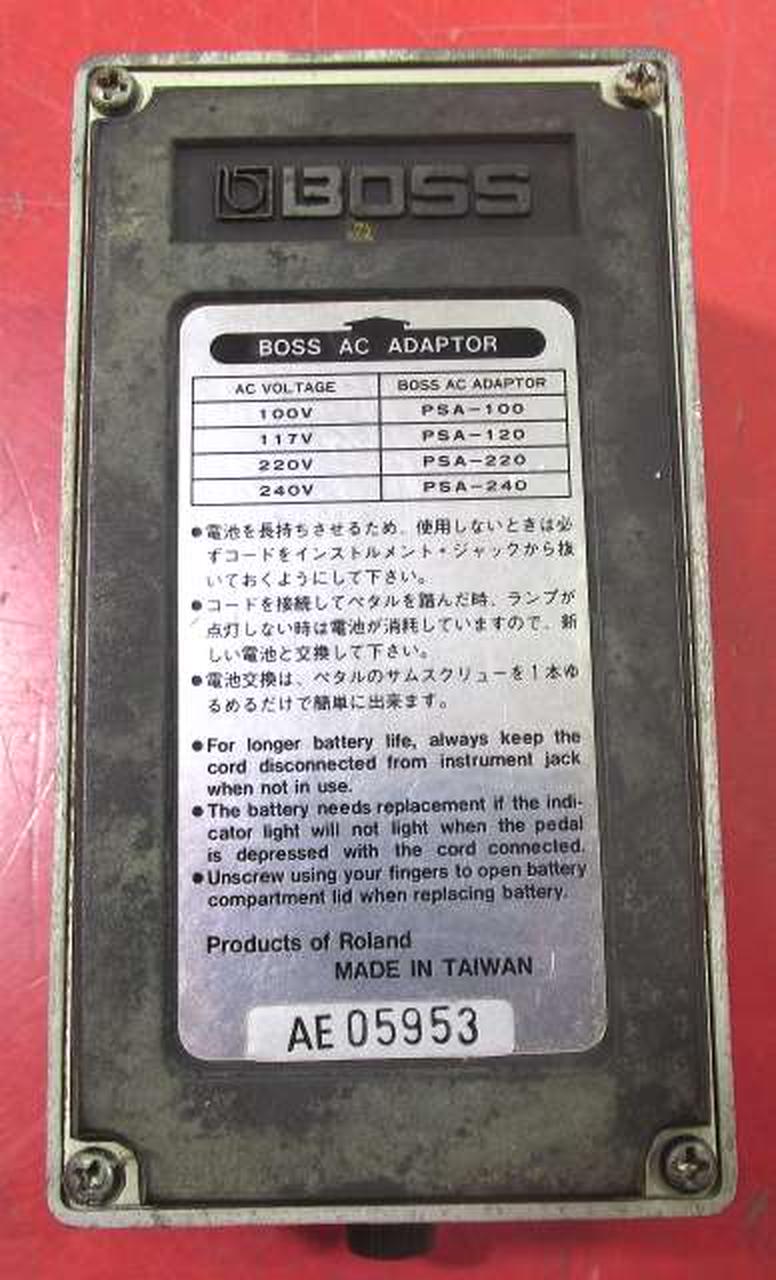 BOSS
BOSS AC ADAPTOR
AC VOLTAGE BOSS AC ADAPTOR
100V PSA-100
117V PSA-120
220V PSA-220
240V PSA-240
●電池を長持ちさせるため、使用しないときは必
ずコードをインストルメント・ジャックから抜
いておくようにして下さい。
●コードを接続してペタルを踏んだ時、ランプが
点灯しない時は電池が消耗していますので、新
しい電池と交換して下さい。
●電池交換は、ペタルのサムスクリューを1本ゆ
るめるだけで簡単に出来ます。
●For longer battery life, always keep the
cord disconnected from instrument jack
when not in use.
●The battery needs replacement if the indi-
cator light will not light when the pedal
is depressed with the cord connected.
●Unscrew using your fingers to open battery
compartment lid when replacing battery.
Products of Roland
MADE IN TAIWAN
AE 05953